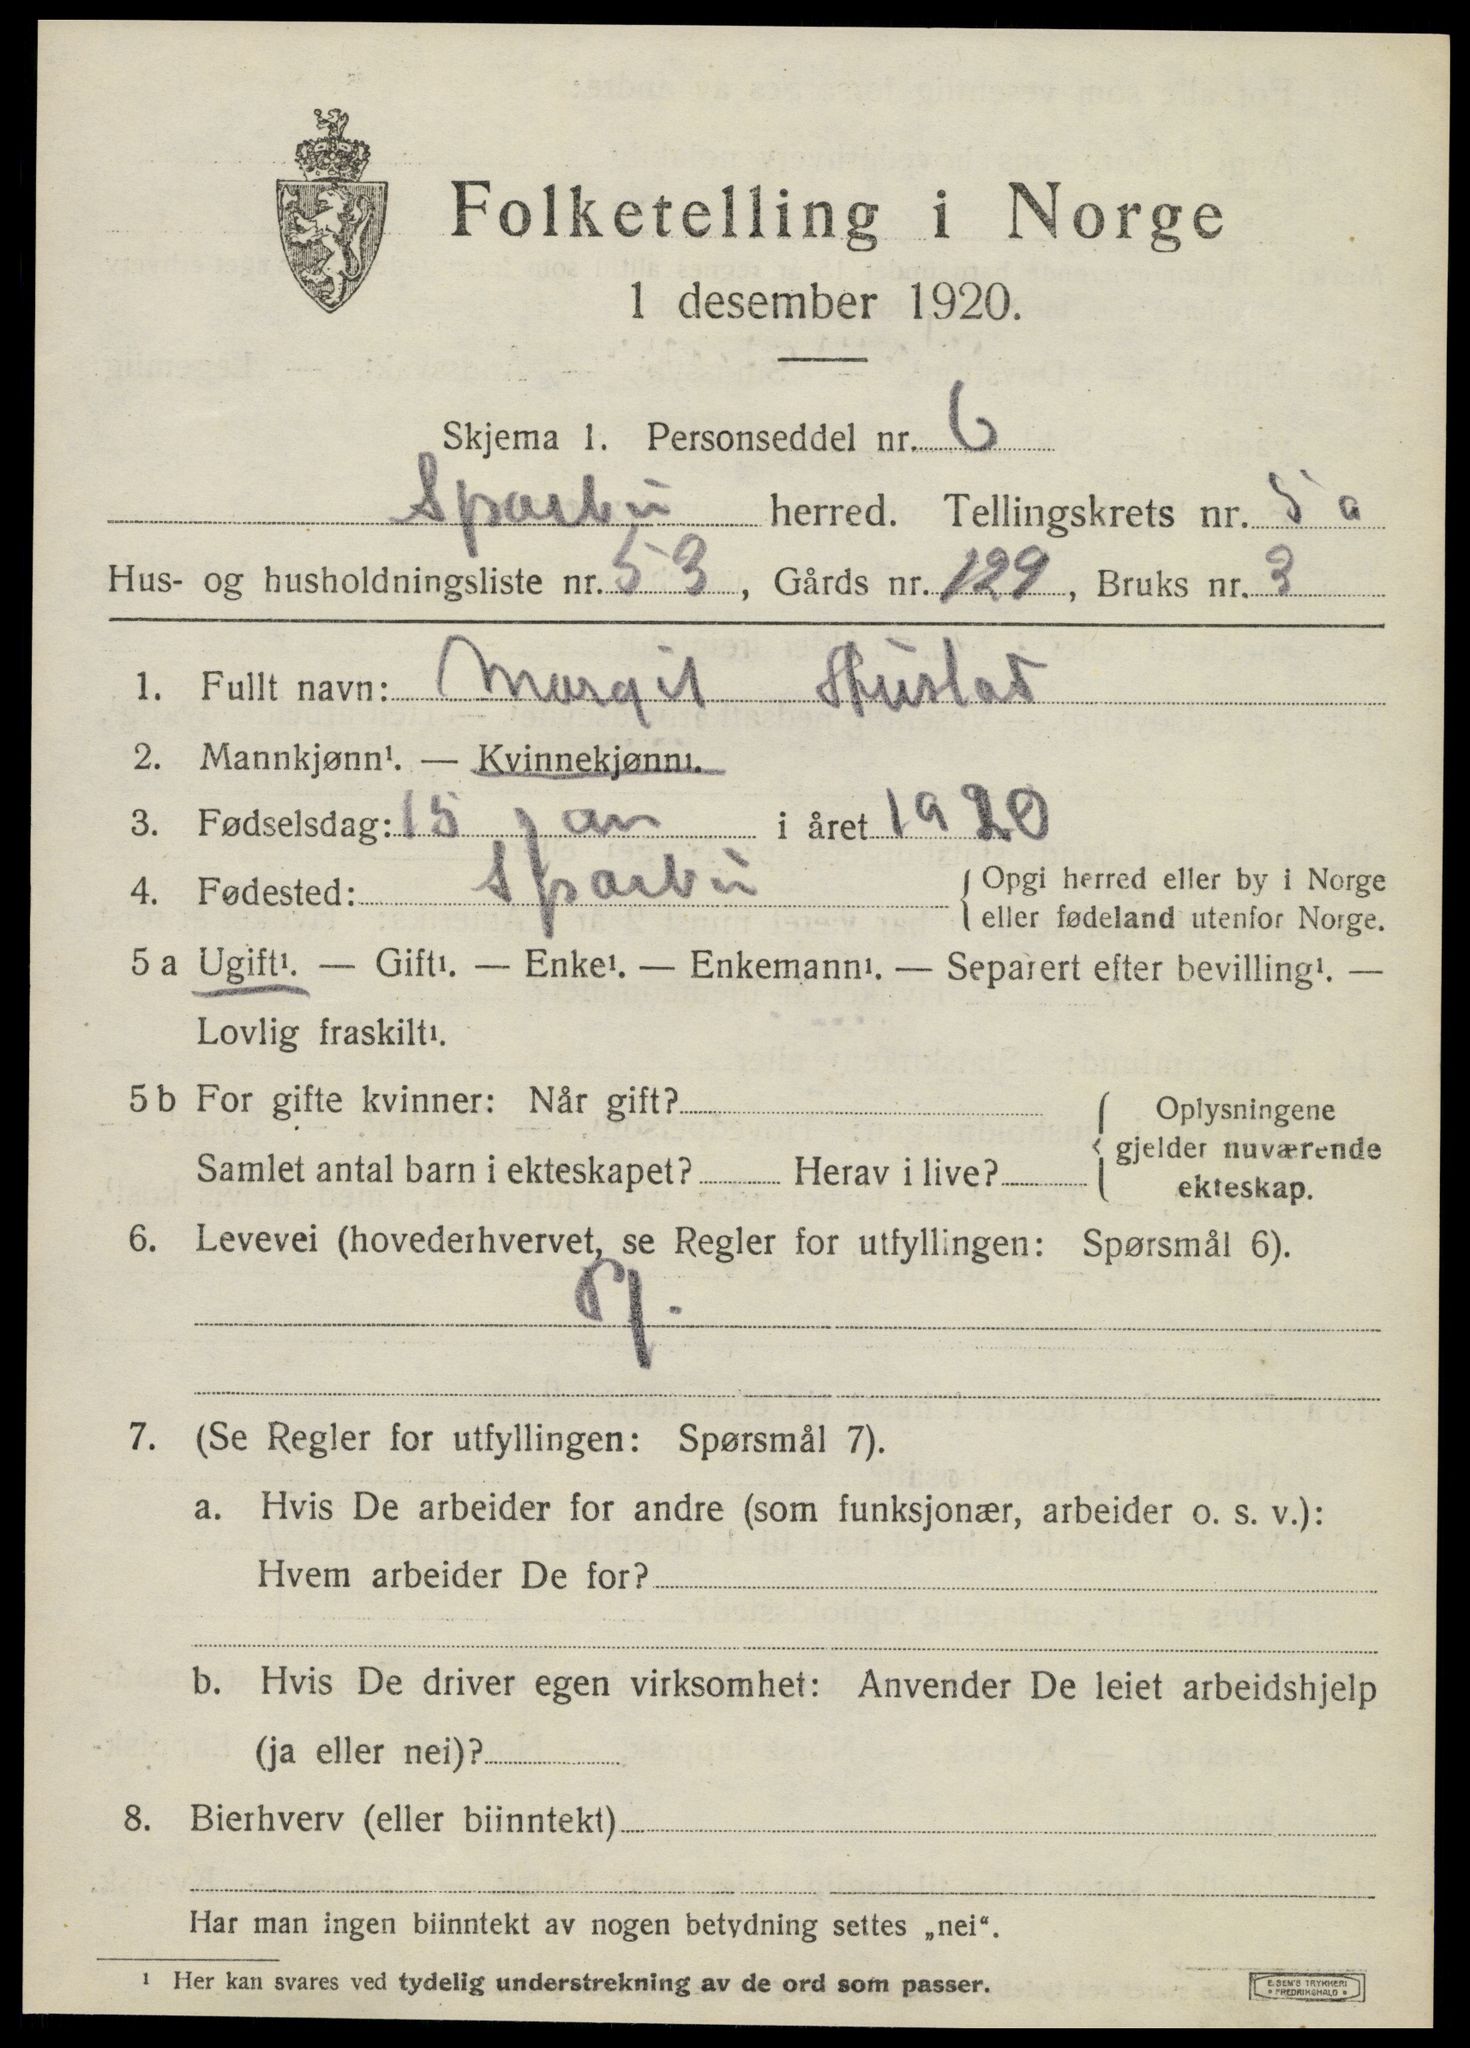 Folketelling i Norge
1 desember 1920.
Skjema 1. Personseddel nr. 6
Sparbu herred. Tellingskrets nr. 5 a
Hus- og husholdningsliste nr. 53, Gårds nr. 129, Bruks nr. 3
1. Fullt navn: Margit Hustad
2. Mannkjønn¹. — Kvinnekjønn¹.
3. Fødselsdag: 15 jan i året 1920
4. Fødested: Sparbu { Opgi herred eller by i Norge
eller fødeland utenfor Norge.
5 a Ugift¹. — Gift¹. — Enke¹. — Enkemann¹. — Separert efter bevilling¹. —
Lovlig fraskilt¹.
5 b For gifte kvinner: Når gift? { Oplysningene
gjelder nuværende
Samlet antal barn i ekteskapet? Herav i live?
ekteskap.
6. Levevei (hovederhvervet, se Regler for utfyllingen: Spørsmål 6).
7. (Se Regler for utfyllingen: Spørsmål 7).
a. Hvis De arbeider for andre (som funksjonær, arbeider o. s. v.):
Hvem arbeider De for?
b. Hvis De driver egen virksomhet: Anvender De leiet arbeidshjelp
(ja eller nei)?
8. Bierhverv (eller biinntekt)
Har man ingen biinntekt av nogen betydning settes „nei“.
¹ Her kan svares ved tydelig understrekning av de ord som passer.
E. SEM'S TRYKKERI
• FREDRIKSHALD •